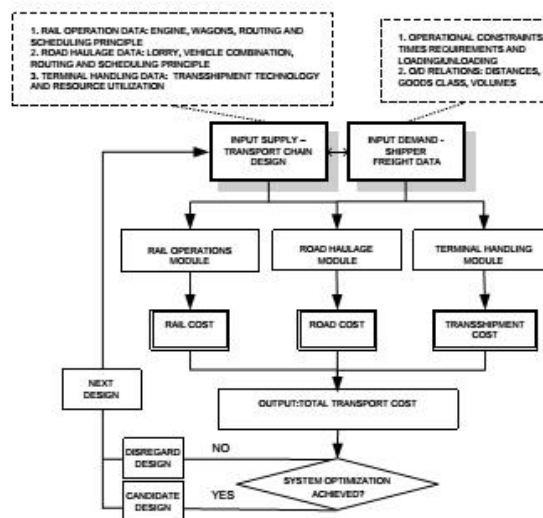 1. RAIL OPERATION DATA: ENGINE, WAGONS, ROUTING AND
SCHEDULING PRINCIPLE
2. ROAD HAULAGE DATA: LORRY, VEHICLE COMBINATION,
ROUTING AND SCHEDULING PRINCIPLE
3. TERMINAL HANDLING DATA: TRANSSHIPMENT TECHNOLOGY
AND RESOURCE UTILIZATION
1. OPERATIONAL CONSTRAINTS,
TIMES REQUIREMENTS AND
LOADING/UNLOADING
2. O/D RELATIONS: DISTANCES,
GOODS CLASS, VOLUMES
INPUT SUPPLY –
TRANSPORT CHAIN
DESIGN
INPUT DEMAND -
SHIPPER
FREIGHT DATA
RAIL OPERATIONS
MODULE
ROAD HAULAGE
MODULE
TERMINAL HANDLING
MODULE
RAIL COST
ROAD COST
TRANSSHIPMENT
COST
NEXT
DESIGN
OUTPUT:TOTAL TRANSPORT COST
DISREGARD
DESIGN
NO
SYSTEM OPTIMIZATION
ACHIEVED?
CANDIDATE
DESIGN
YES